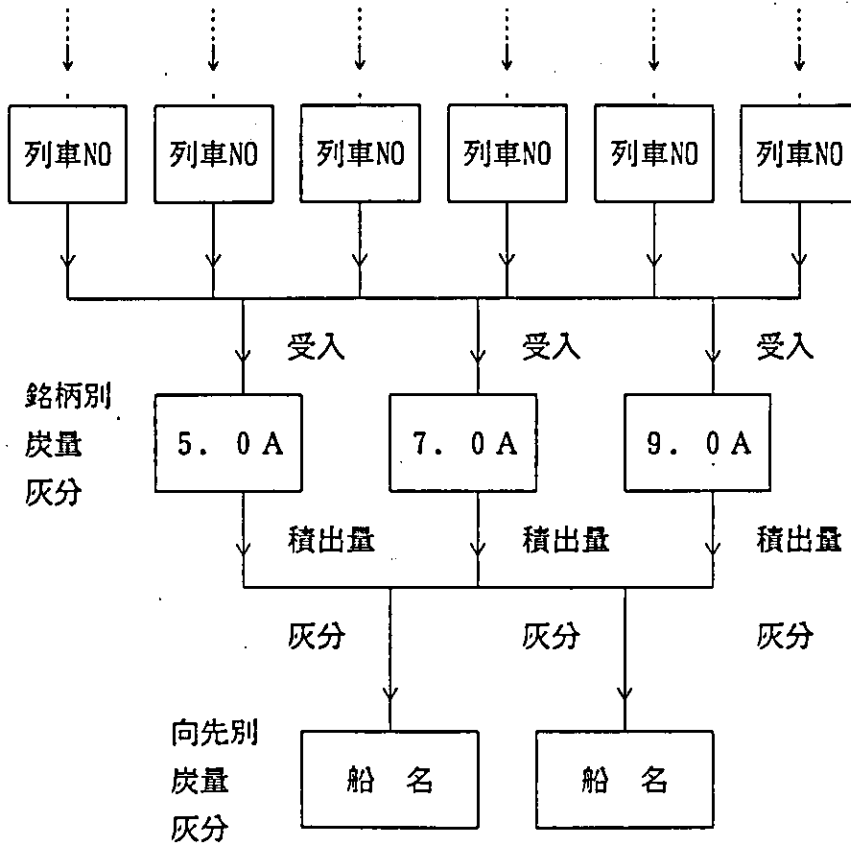 列車NO 列車NO 列車NO 列車NO 列車NO 列車NO
受入 受入 受入
銘柄別
炭量
灰分
5．0A 7．0A 9．0A
積出量 積出量 積出量
灰分 灰分 灰分
向先別
炭量
灰分
船 名 船 名